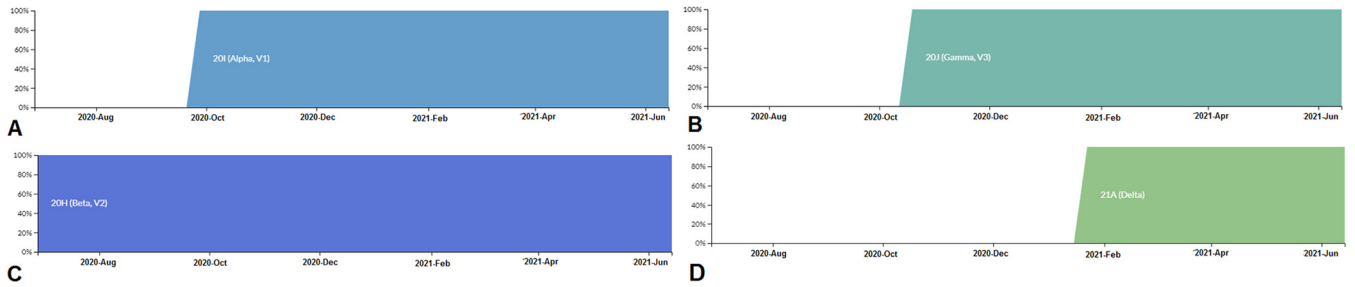 100%
80%
60%
40%
20%
0%
20I (Alpha, V1)
2020-Aug 2020-Oct 2020-Dec 2021-Feb 2021-Apr 2021-Jun
A
100%
80%
60%
40%
20%
0%
20J (Gamma, V3)
2020-Aug 2020-Oct 2020-Dec 2021-Feb 2021-Apr 2021-Jun
B
100%
80%
60%
40%
20%
0%
20H (Beta, V2)
2020-Aug 2020-Oct 2020-Dec 2021-Feb 2021-Apr 2021-Jun
C
100%
80%
60%
40%
20%
0%
21A (Delta)
2020-Aug 2020-Oct 2020-Dec 2021-Feb 2021-Apr 2021-Jun
D